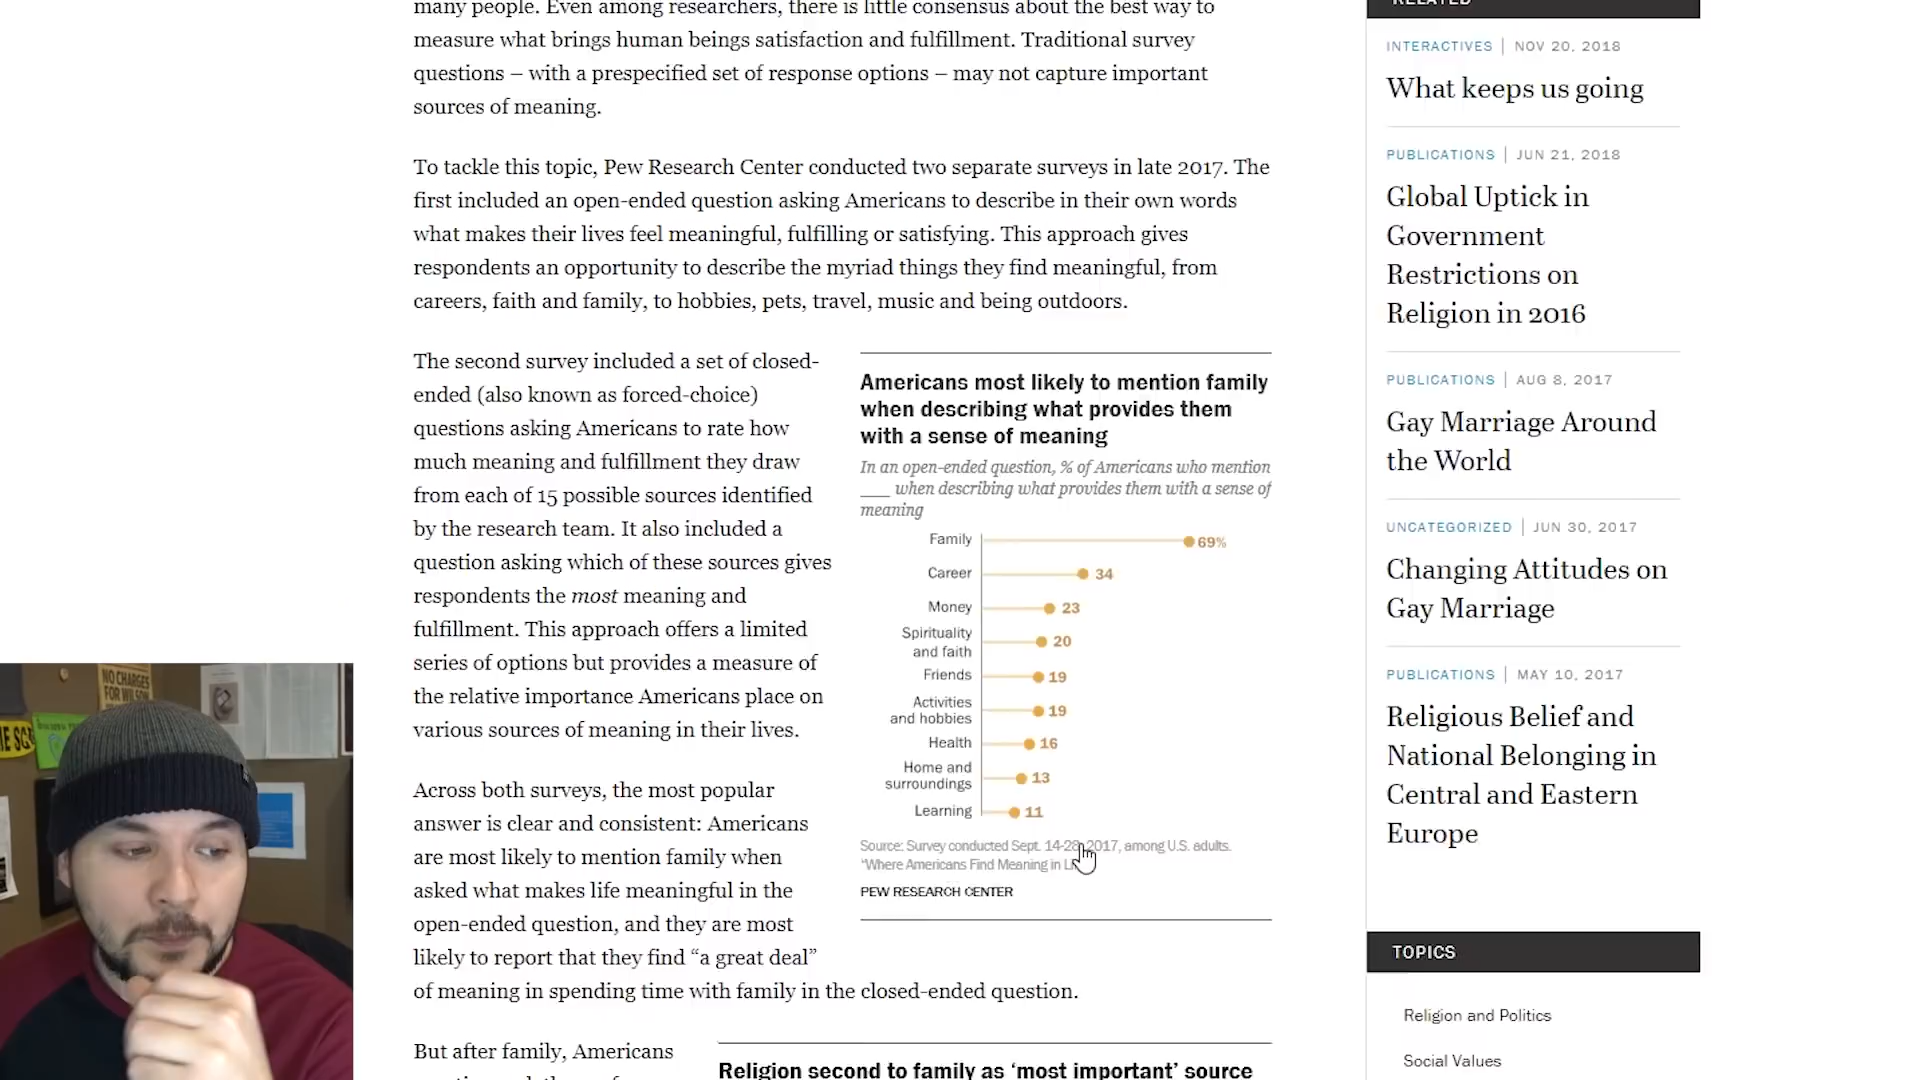 many people. Even among researchers, there is little consensus about the best way to
measure what brings human beings satisfaction and fulfillment. Traditional survey
questions – with a prespecified set of response options – may not capture important
sources of meaning.
To tackle this topic, Pew Research Center conducted two separate surveys in late 2017. The
first included an open-ended question asking Americans to describe in their own words
what makes their lives feel meaningful, fulfilling or satisfying. This approach gives
respondents an opportunity to describe the myriad things they find meaningful, from
careers, faith and family, to hobbies, pets, travel, music and being outdoors.
The second survey included a set of closed-
ended (also known as forced-choice)
questions asking Americans to rate how
much meaning and fulfillment they draw
from each of 15 possible sources identified
by the research team. It also included a
question asking which of these sources gives
respondents the most meaning and
fulfillment. This approach offers a limited
series of options but provides a measure of
the relative importance Americans place on
various sources of meaning in their lives.
Across both surveys, the most popular
answer is clear and consistent: Americans
are most likely to mention family when
asked what makes life meaningful in the
open-ended question, and they are most
likely to report that they find “a great deal”
of meaning in spending time with family in the closed-ended question.
But after family, Americans
Americans most likely to mention family
when describing what provides them
with a sense of meaning
In an open-ended question, % of Americans who mention
___ when describing what provides them with a sense of
meaning
Family 69%
Career 34
Money 23
Spirituality
and faith 20
Friends 19
Activities
and hobbies 19
Health 16
Home and
surroundings 13
Learning 11
Source: Survey conducted Sept. 14-28, 2017, among U.S. adults.
“Where Americans Find Meaning in
PEW RESEARCH CENTER
Religion second to family as ‘most important’ source
RELATED
INTERACTIVES | NOV 20, 2018
What keeps us going
PUBLICATIONS | JUN 21, 2018
Global Uptick in
Government
Restrictions on
Religion in 2016
PUBLICATIONS | AUG 8, 2017
Gay Marriage Around
the World
UNCATEGORIZED | JUN 30, 2017
Changing Attitudes on
Gay Marriage
PUBLICATIONS | MAY 10, 2017
Religious Belief and
National Belonging in
Central and Eastern
Europe
TOPICS
Religion and Politics
Social Values
NO CHARGES
FOR WILSON